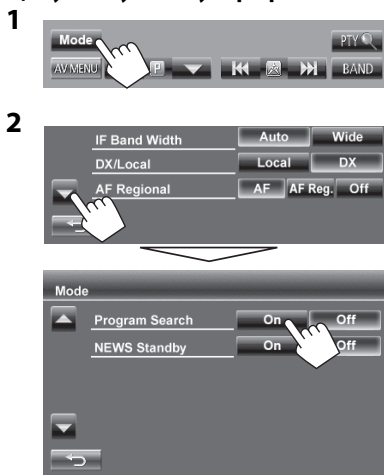 1
Mode
PTY
AV MENU P BAND
2
IF Band Width Auto Wide
DX/Local Local DX
AF Regional AF AF Reg. Off
Mode
Program Search On Off
NEWS Standby On Off